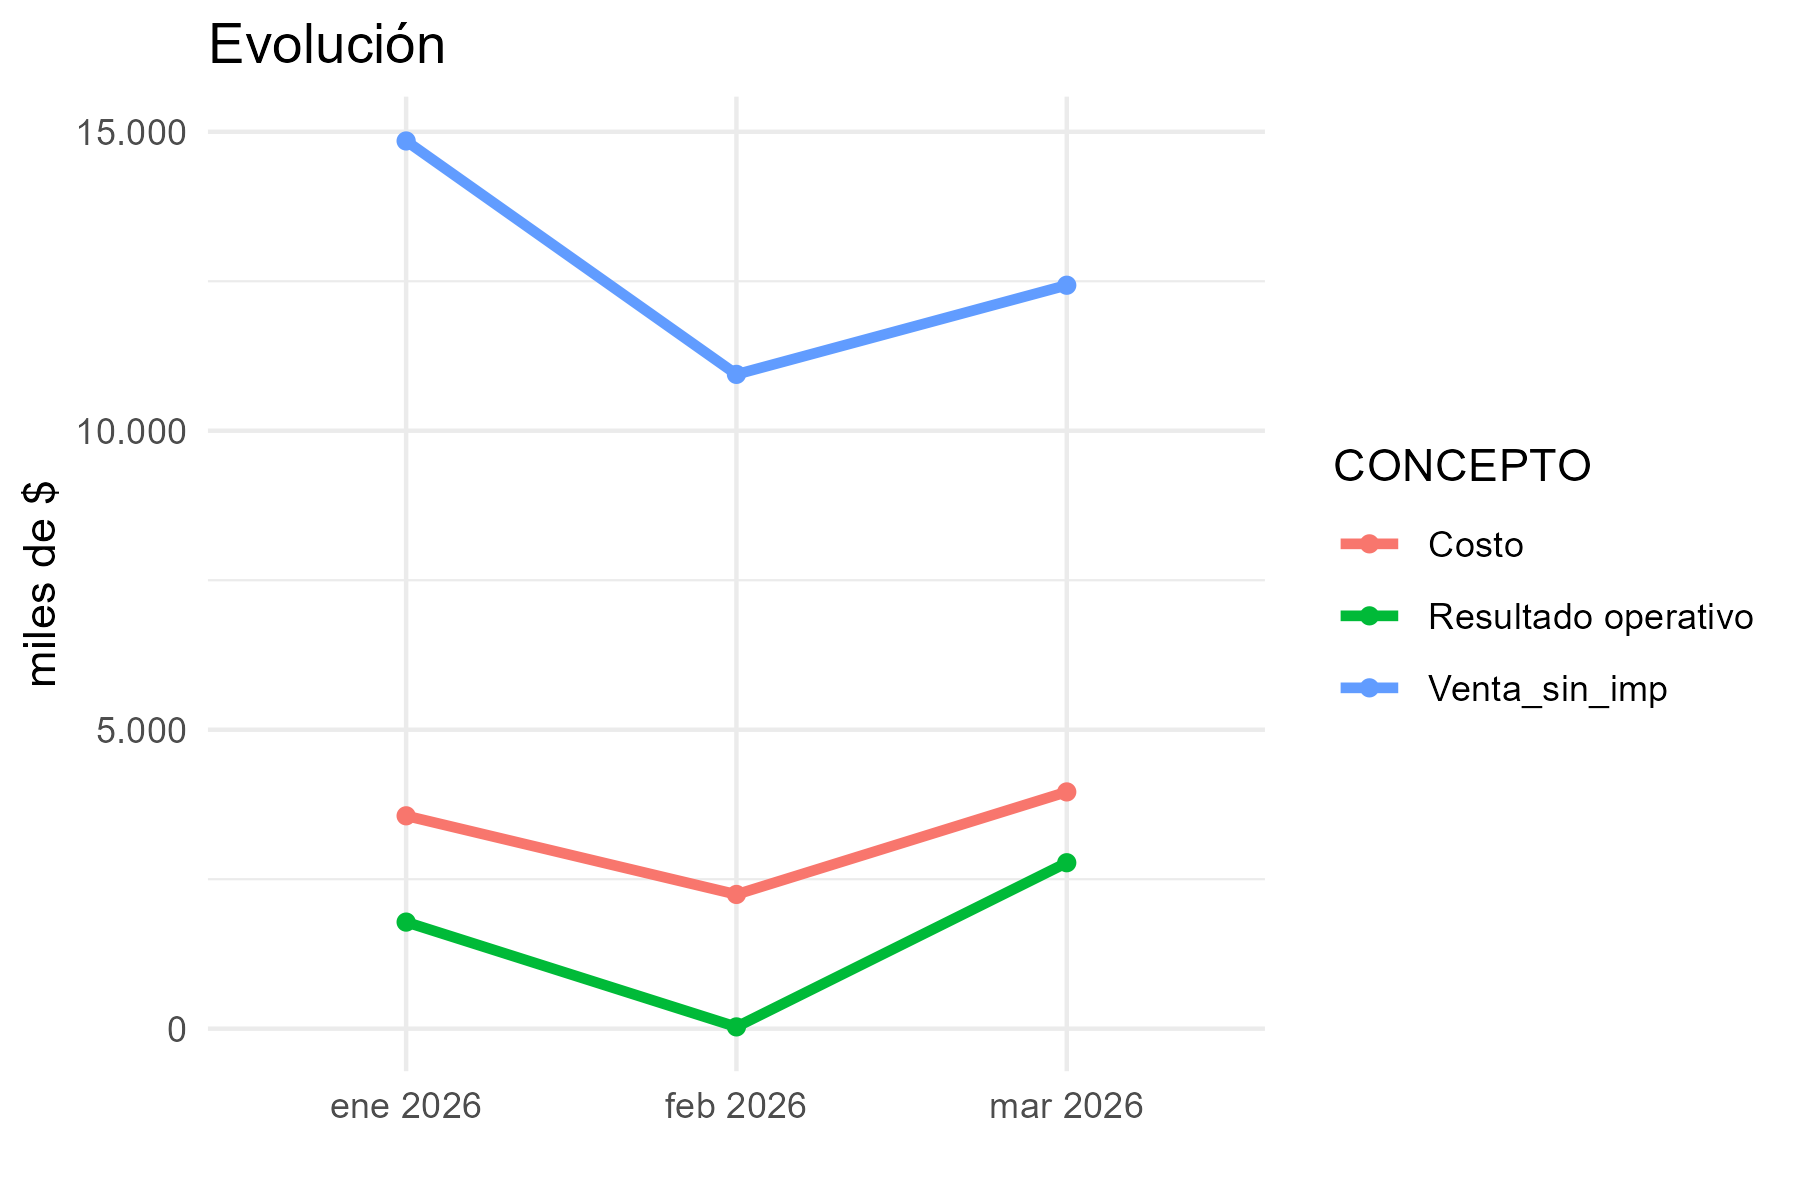 Evolución
15.000
10.000
5.000
0
miles de $
ene 2026
feb 2026
mar 2026
CONCEPTO
Costo
Resultado operativo
Venta_sin_imp